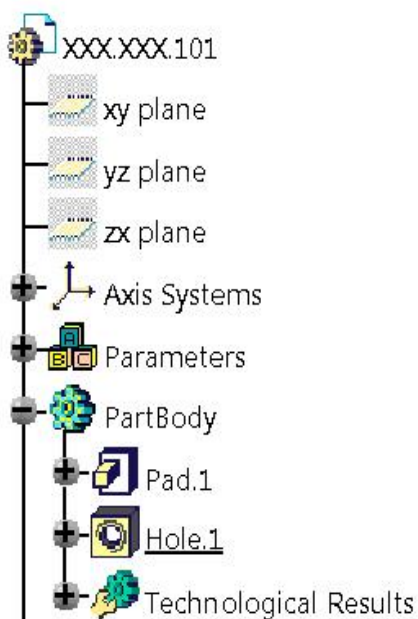 XXX.XXX.101
xy plane
yz plane
zx plane
Axis Systems
A
B C
Parameters
PartBody
Pad.1
Hole.1
Technological Results